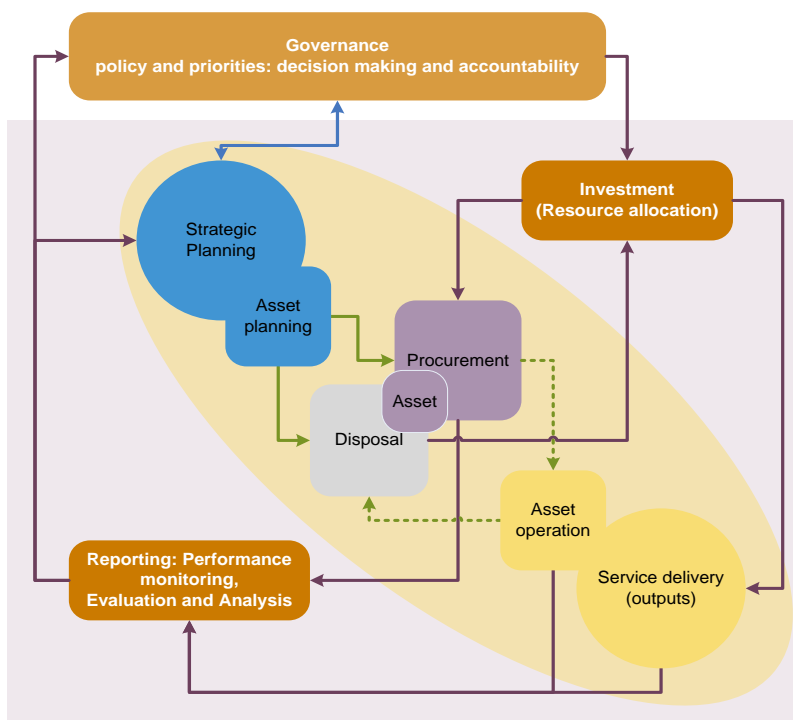 Governance
policy and priorities: decision making and accountability
Investment
(Resource allocation)
Strategic
Planning
Asset
planning
Procurement
Asset
Disposal
Asset
operation
Reporting: Performance
monitoring,
Evaluation and Analysis
Service delivery
(outputs)